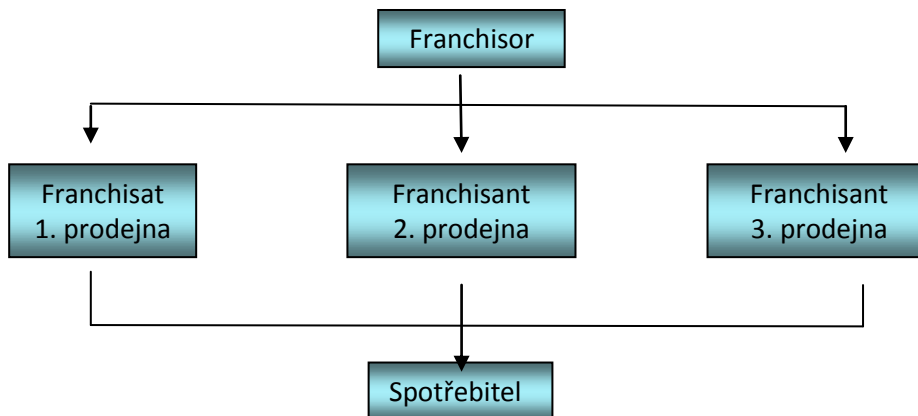 Franchisor
Franchisat
1. prodejna
Franchisant
2. prodejna
Franchisant
3. prodejna
Spotřebitel